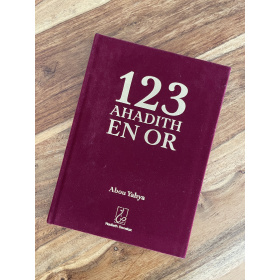 123
AHADITH
EN OR
Abou Yahya